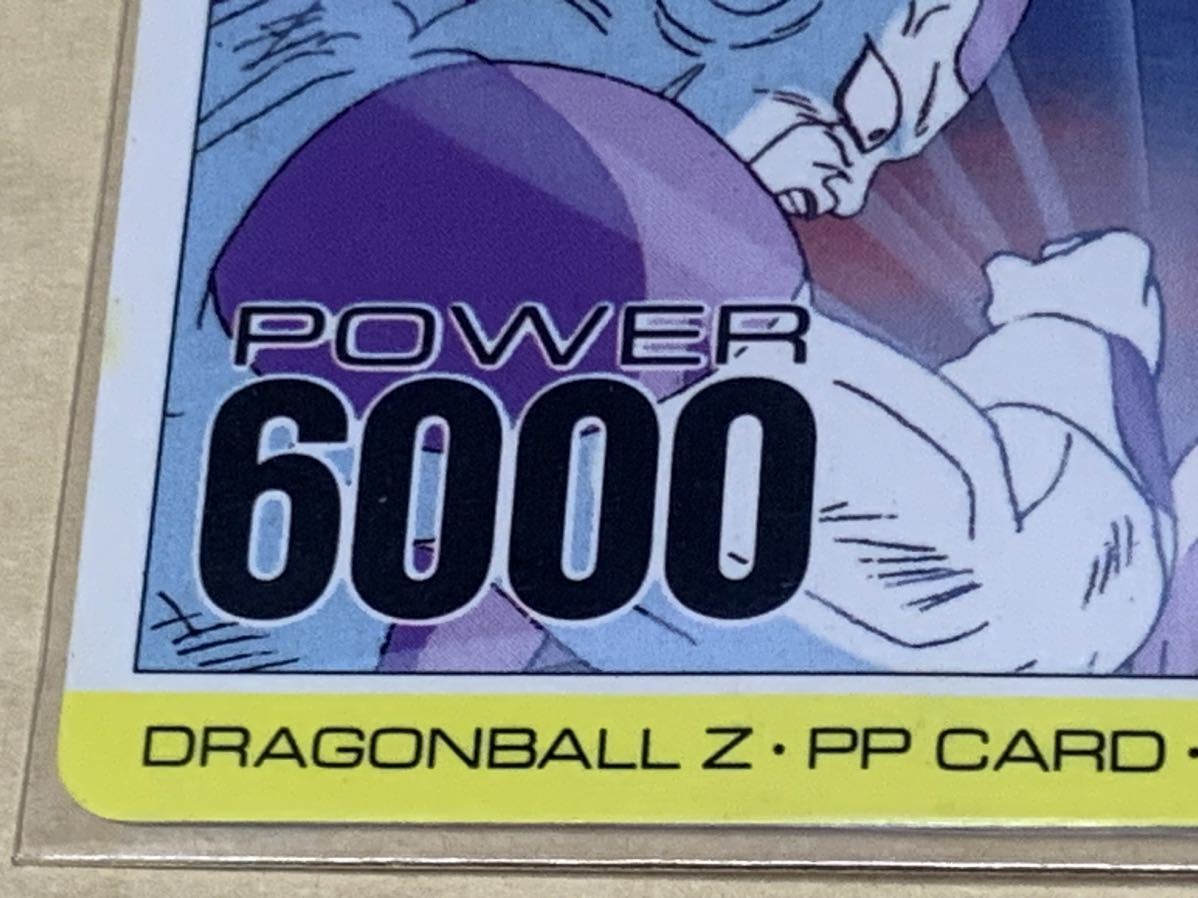 POWER
6000
DRAGONBALL Z・PP CARD・